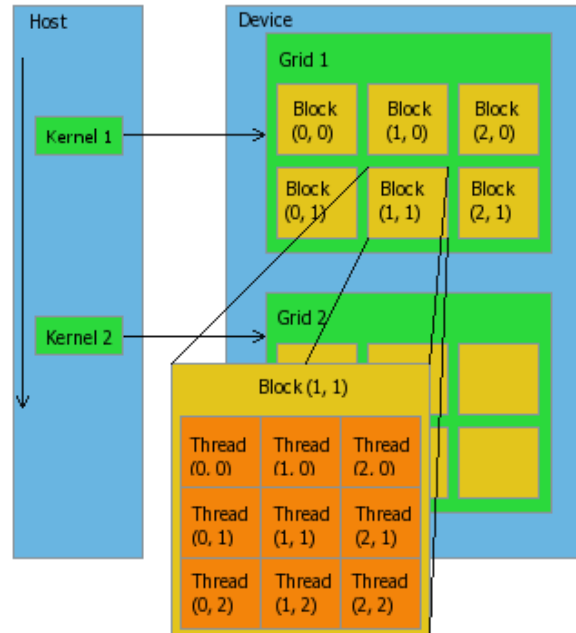 Host
Device
Grid 1
Kernel 1
Block
(0, 0)
Block
(1, 0)
Block
(2, 0)
Block
(0, 1)
Block
(1, 1)
Block
(2, 1)
Kernel 2
Grid 2
Block (1, 1)
Thread
(0, 0)
Thread
(1, 0)
Thread
(2, 0)
Thread
(0, 1)
Thread
(1, 1)
Thread
(2, 1)
Thread
(0, 2)
Thread
(1, 2)
Thread
(2, 2)